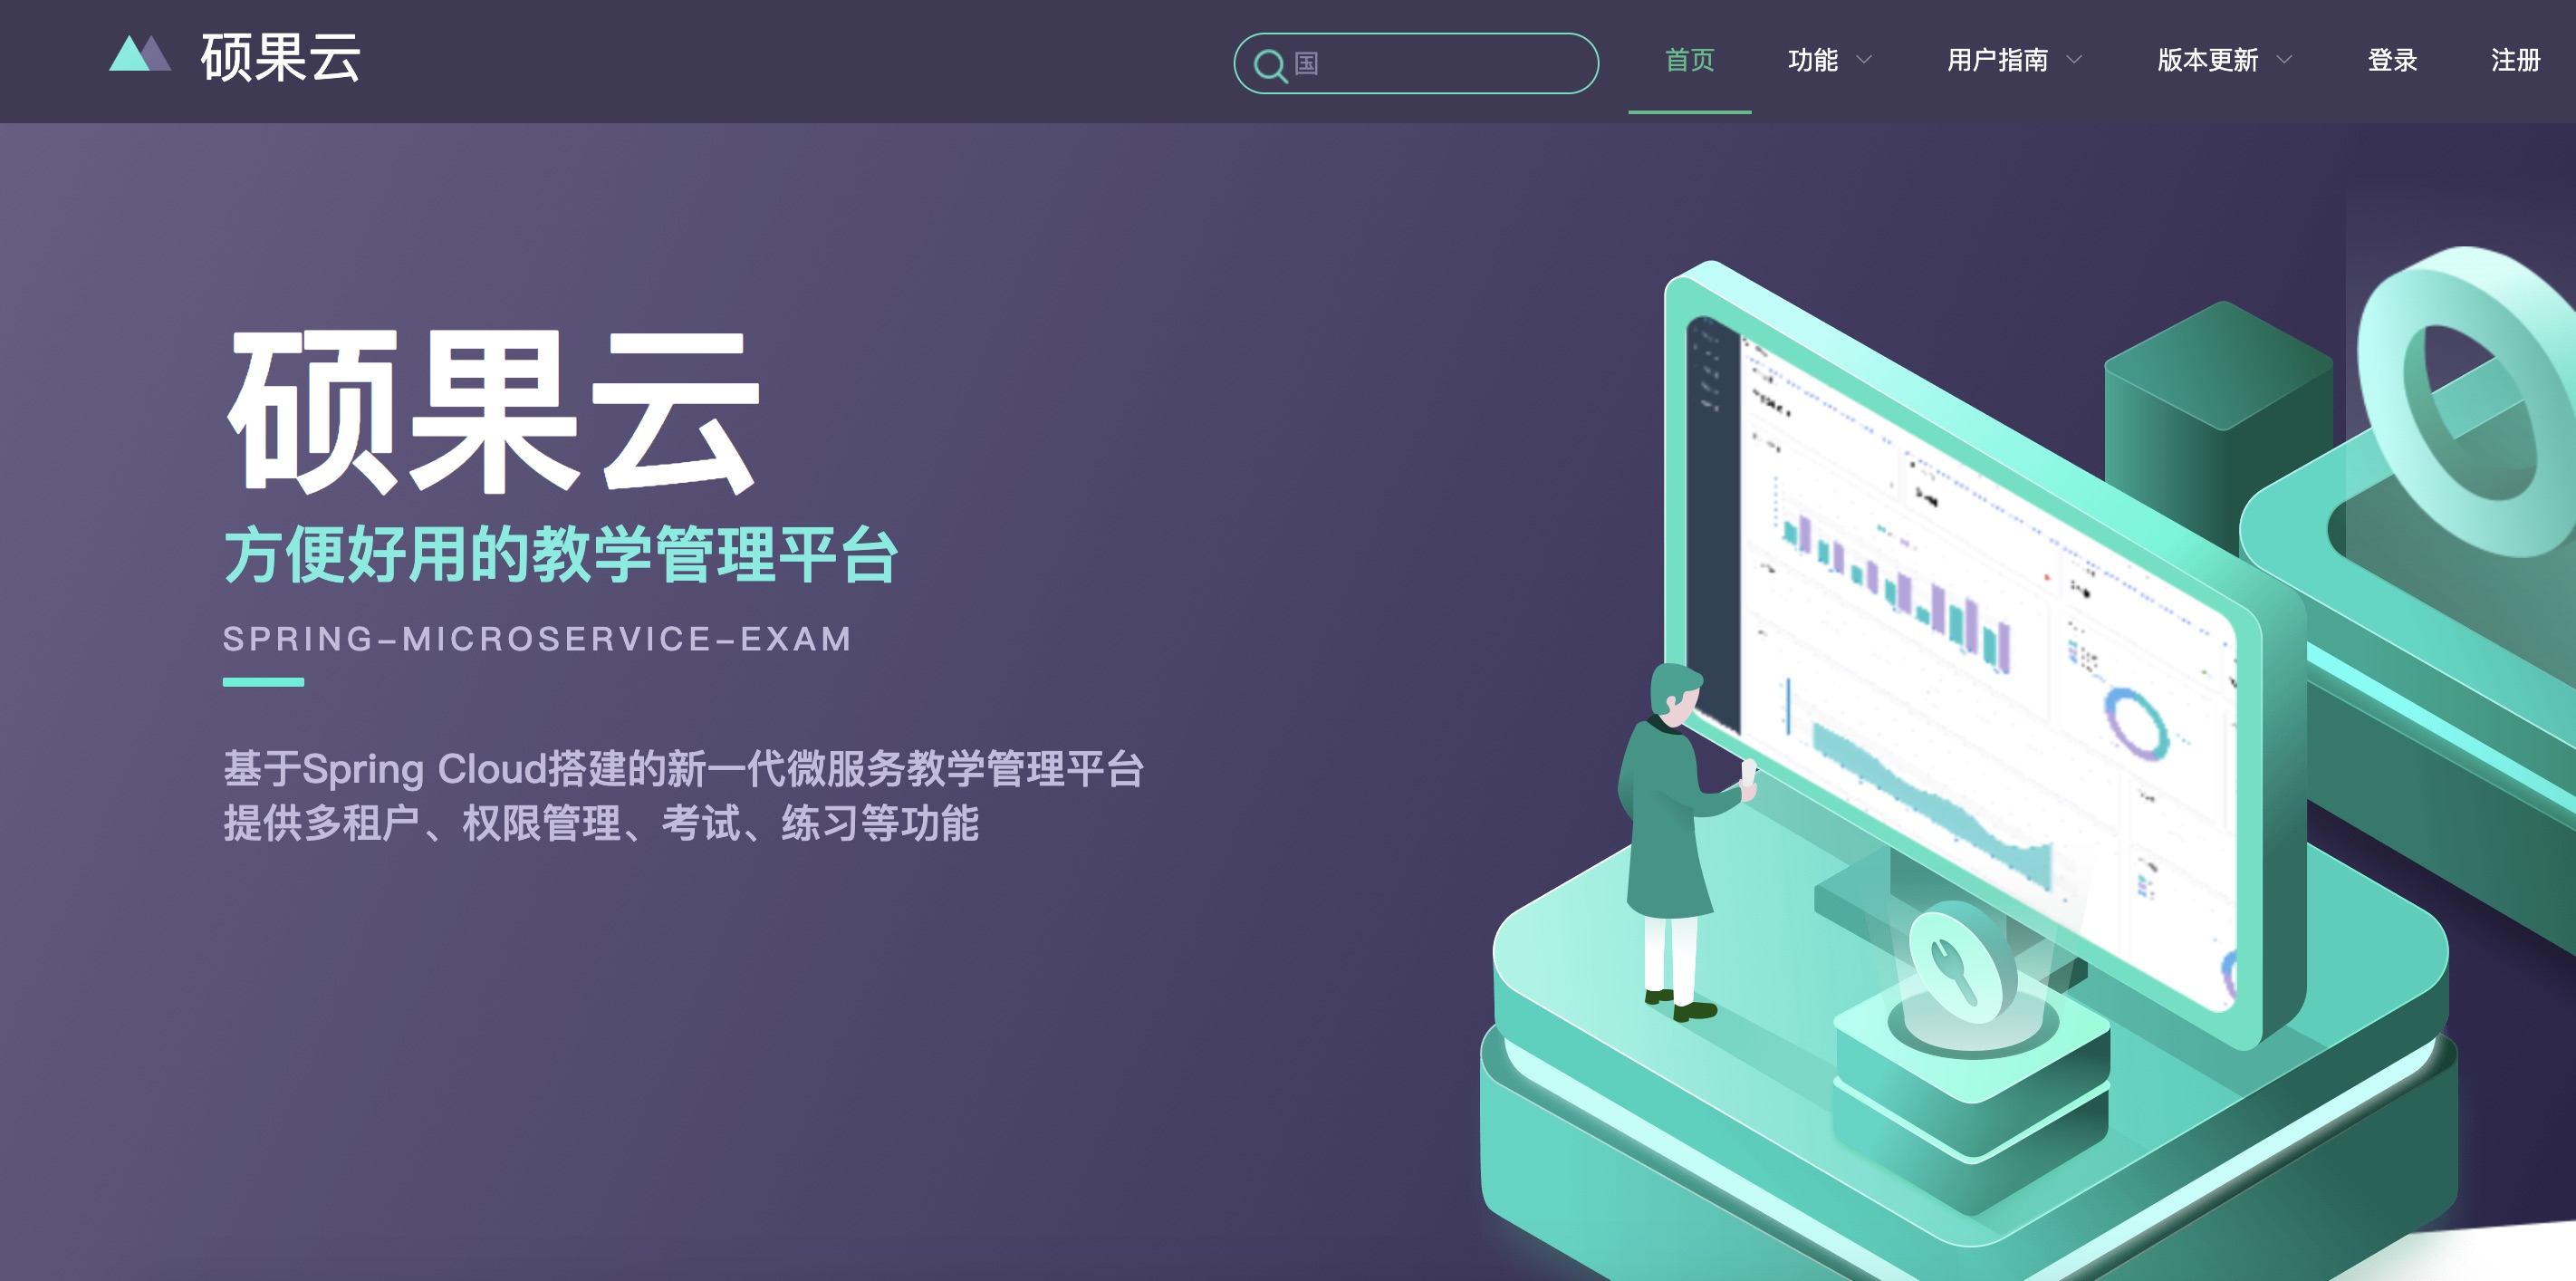 硕果云
国
首页
功能
用户指南
版本更新
登录
注册
硕果云
方便好用的教学管理平台
SPRING-MICROSERVICE-EXAM
基于Spring Cloud搭建的新一代微服务教学管理平台
提供多租户、权限管理、考试、练习等功能